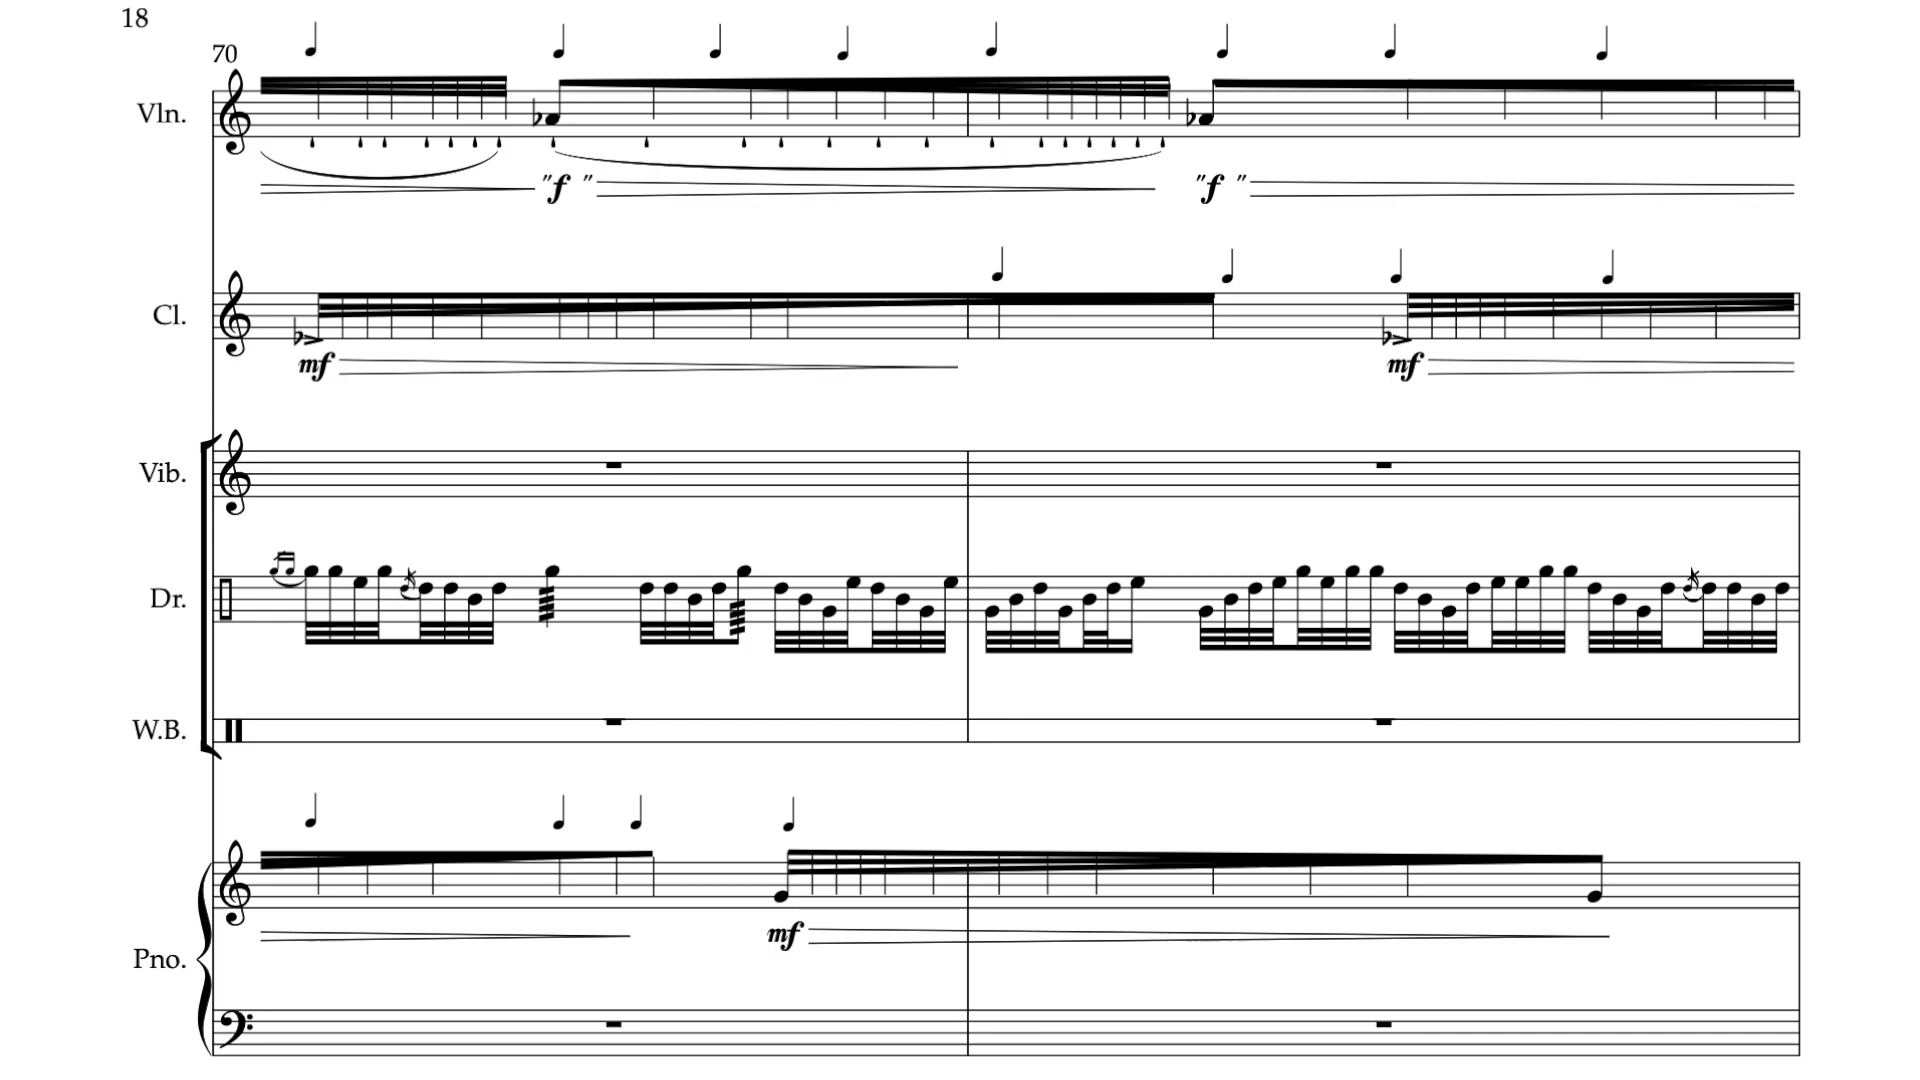 18
70
Vln.
"f " "f "
Cl.
mf mf
Vib.
Dr.
W.B.
Pno.
mf